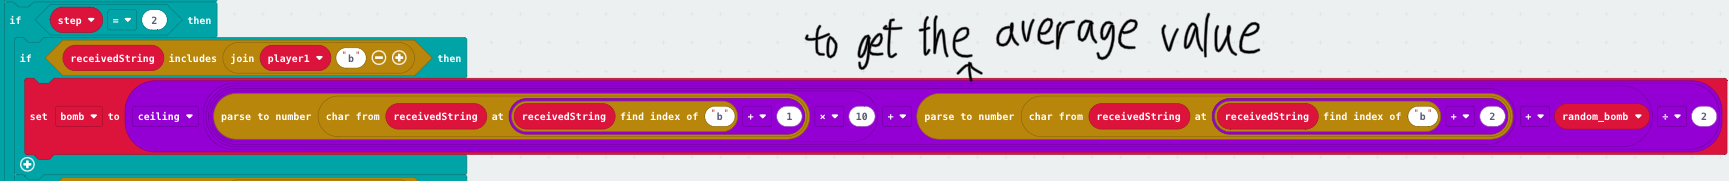 if step = 2 then
to get the average value
if receivedString includes join player1 "b" then
set bomb to ceiling parse to number char from receivedString at receivedString find index of "b" + 1 × 10 + parse to number char from receivedString at receivedString find index of "b" + 2 + random_bomb ÷ 2